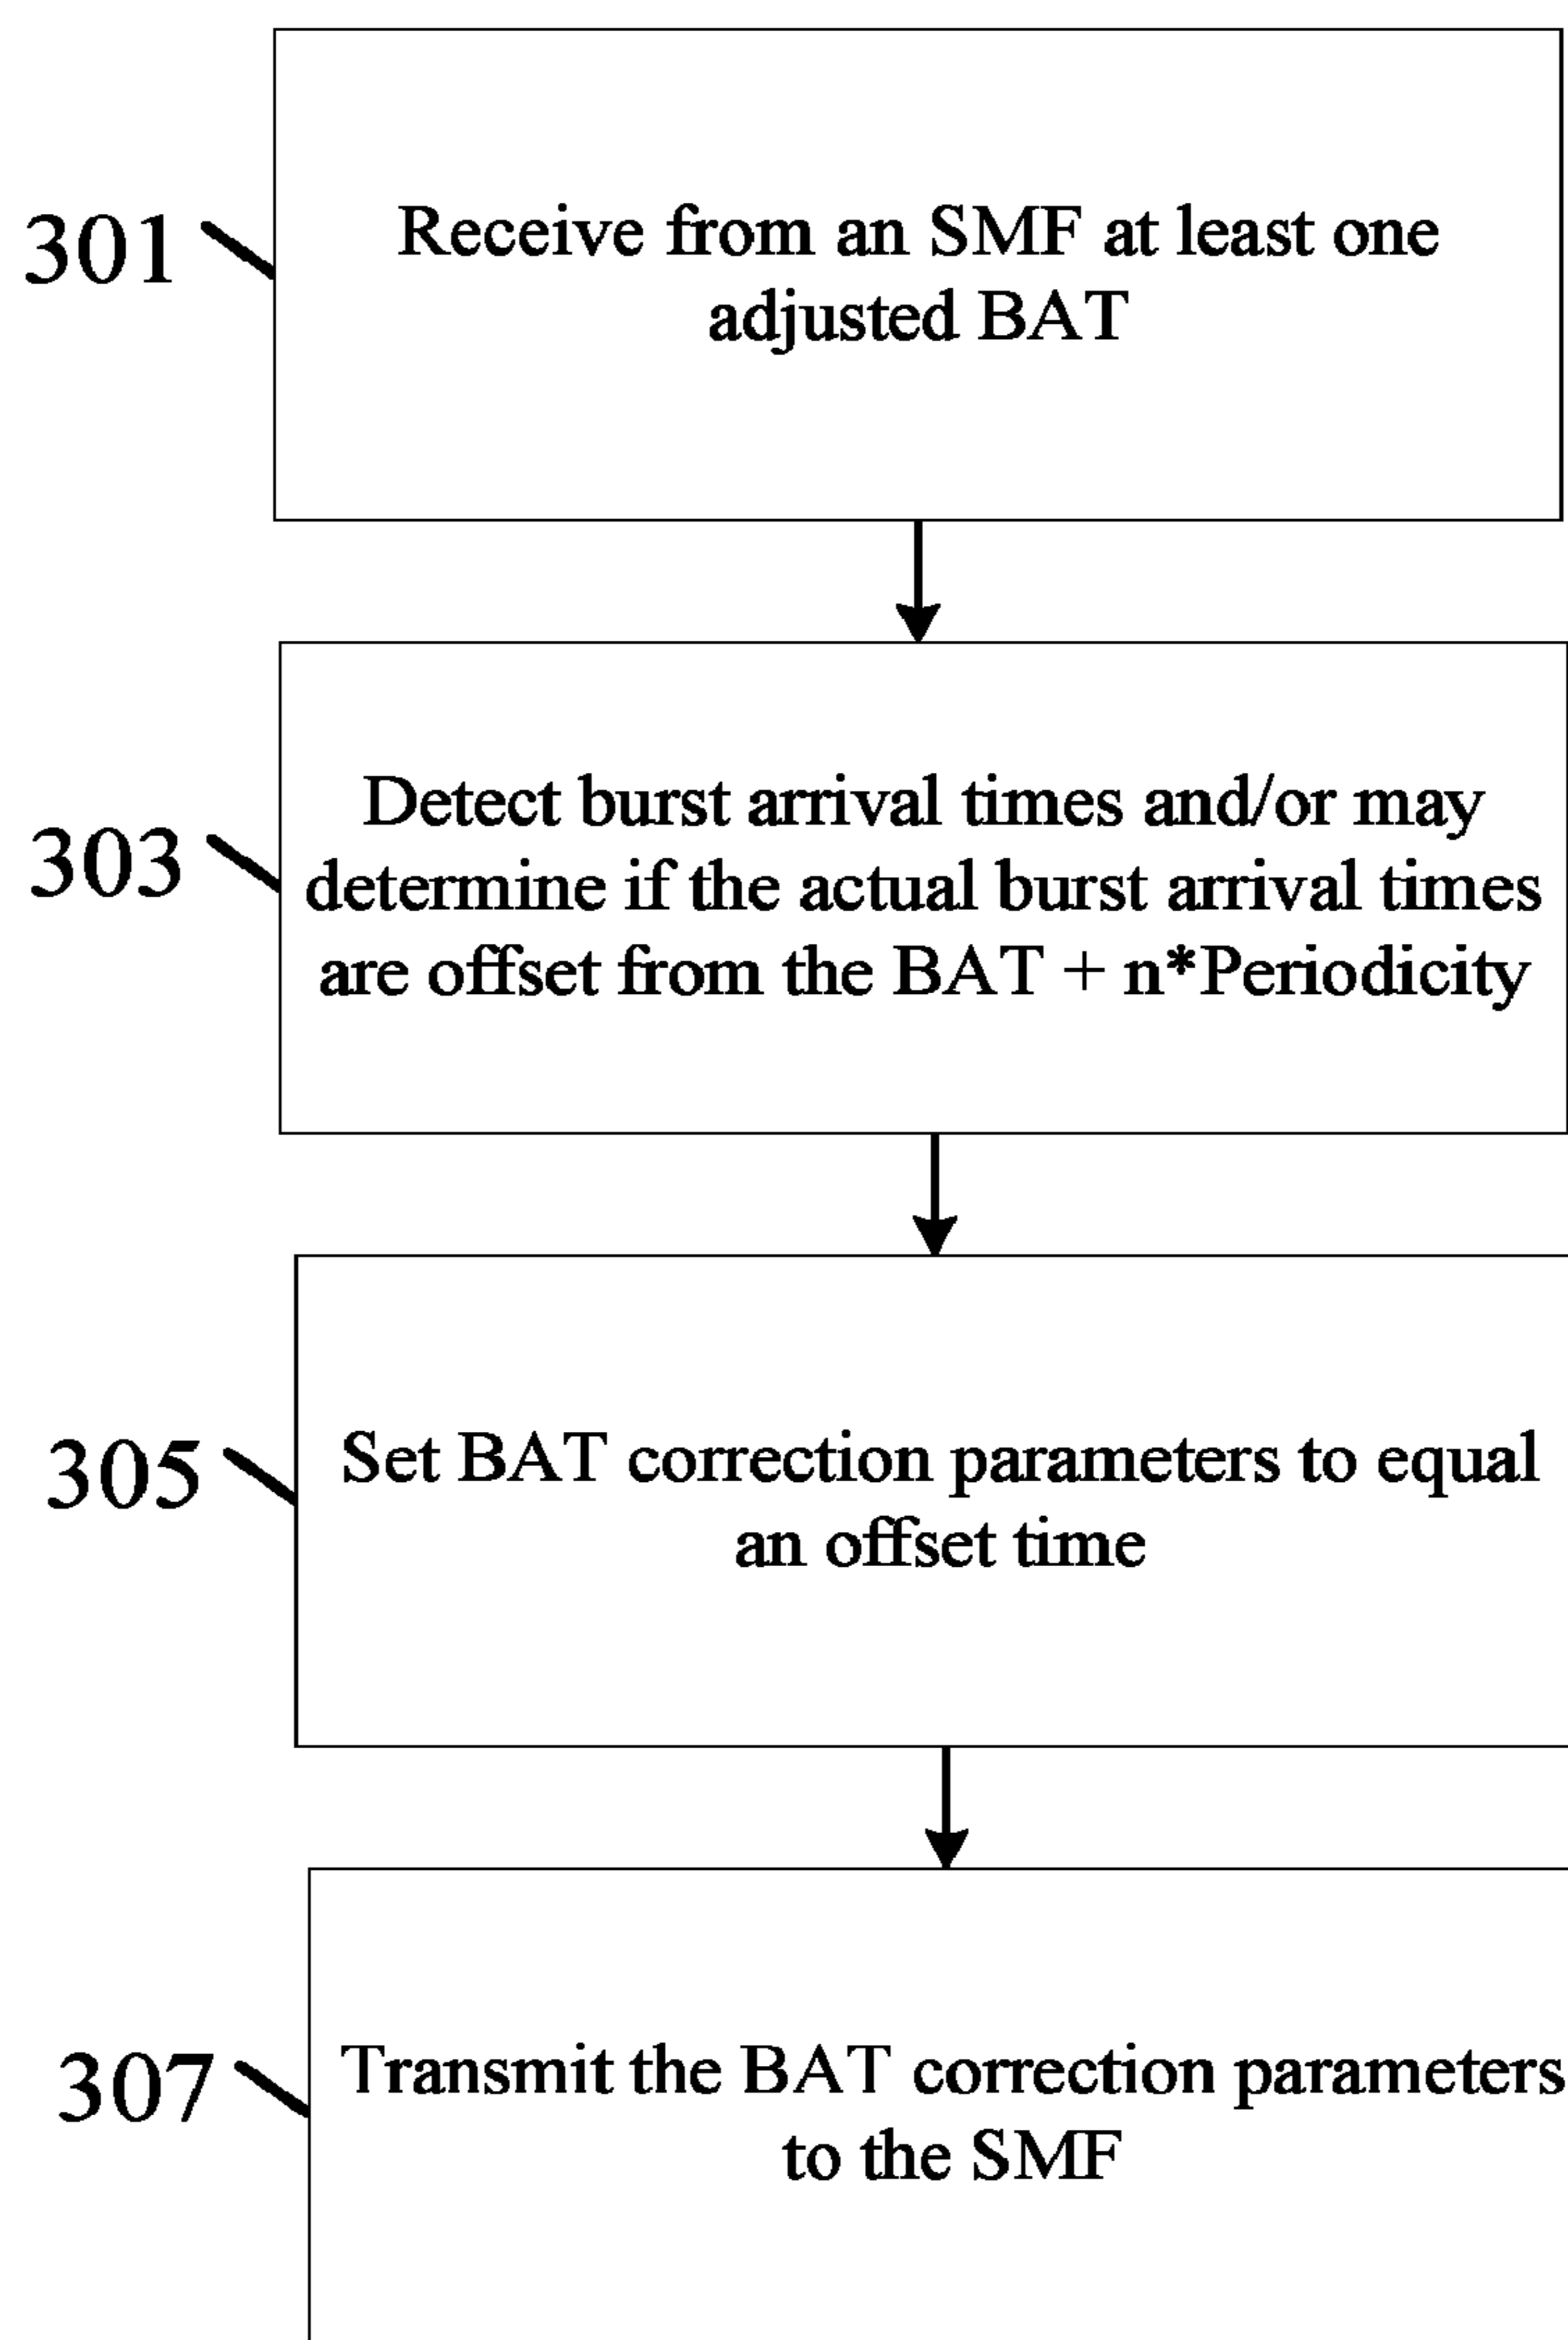 301
Receive from an SMF at least one
adjusted BAT
303
Detect burst arrival times and/or may
determine if the actual burst arrival times
are offset from the BAT + n*Periodicity
305
Set BAT correction parameters to equal
an offset time
307
Transmit the BAT correction parameters
to the SMF